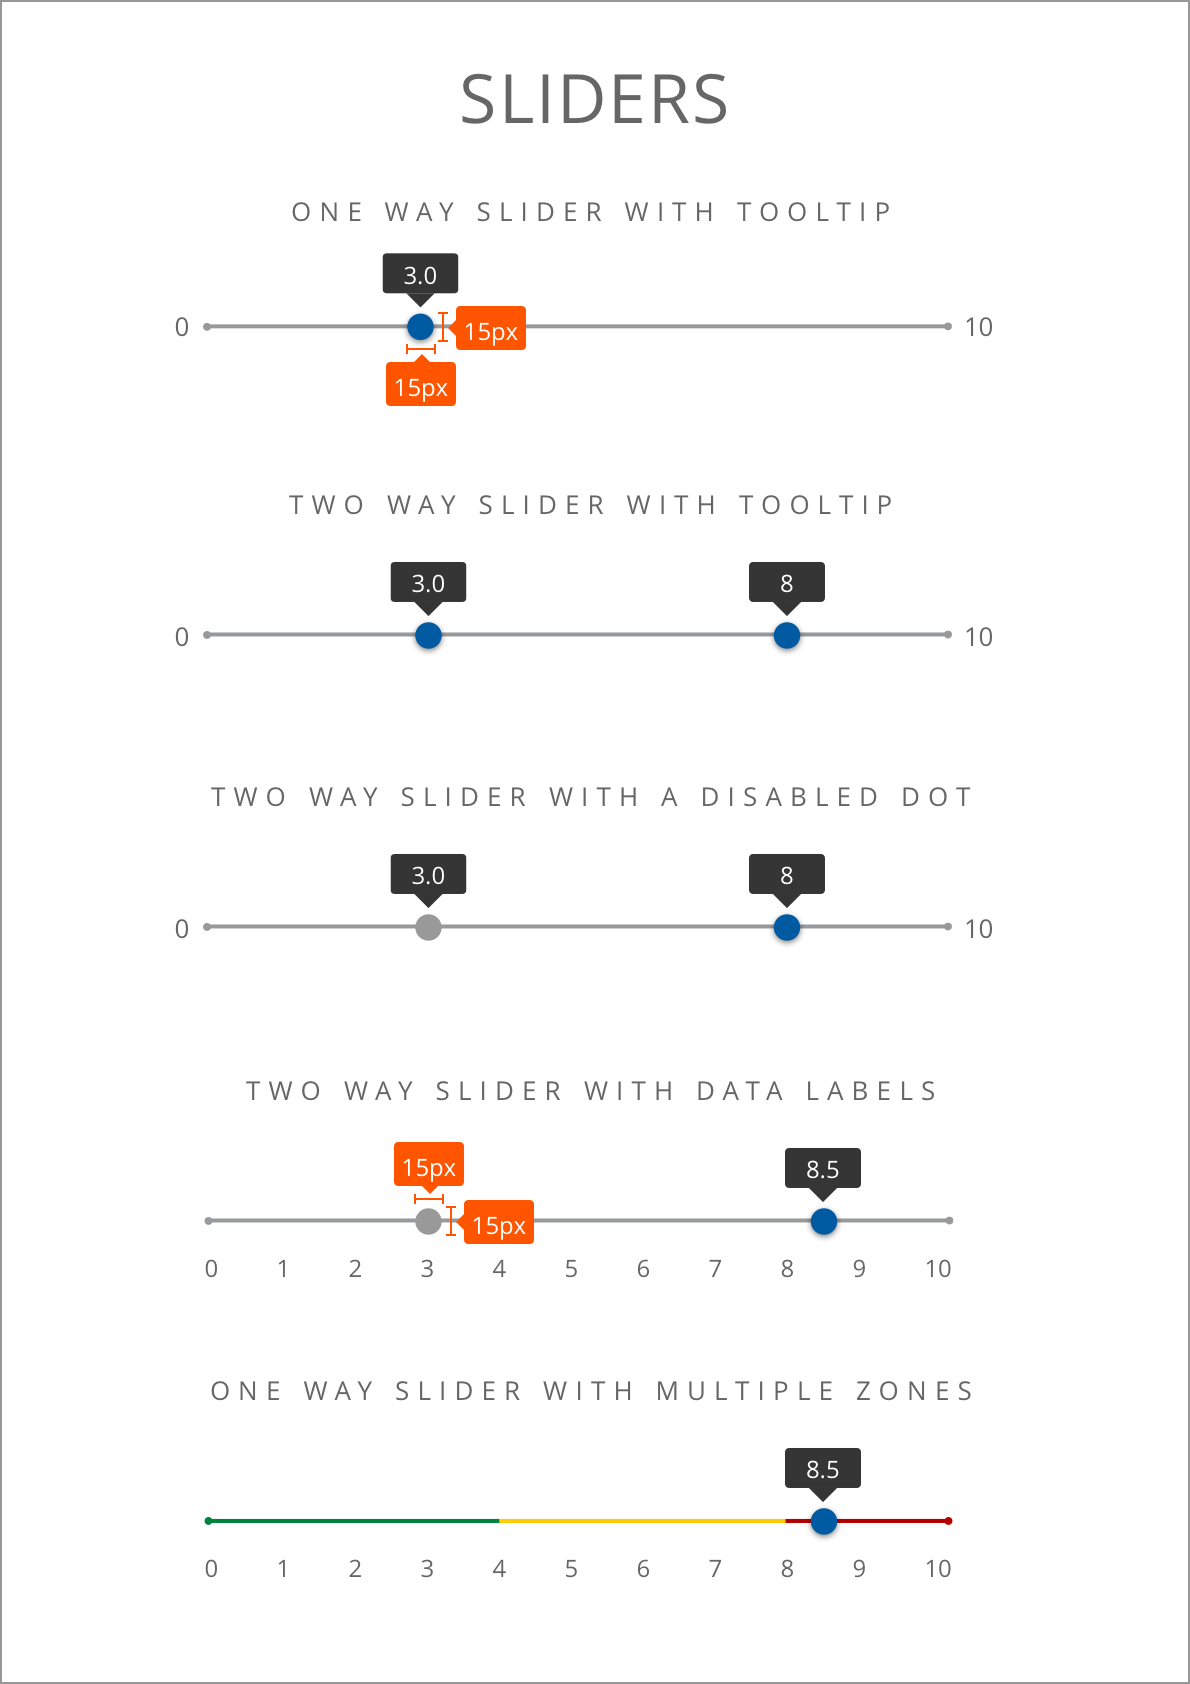 SLIDERS
ONE WAY SLIDER WITH TOOLTIP
3.0
0 15px 10
15px
TWO WAY SLIDER WITH TOOLTIP
3.0 8
0 10
TWO WAY SLIDER WITH A DISABLED DOT
3.0 8
0 10
TWO WAY SLIDER WITH DATA LABELS
15px 8.5
15px
0 1 2 3 4 5 6 7 8 9 10
ONE WAY SLIDER WITH MULTIPLE ZONES
8.5
0 1 2 3 4 5 6 7 8 9 10